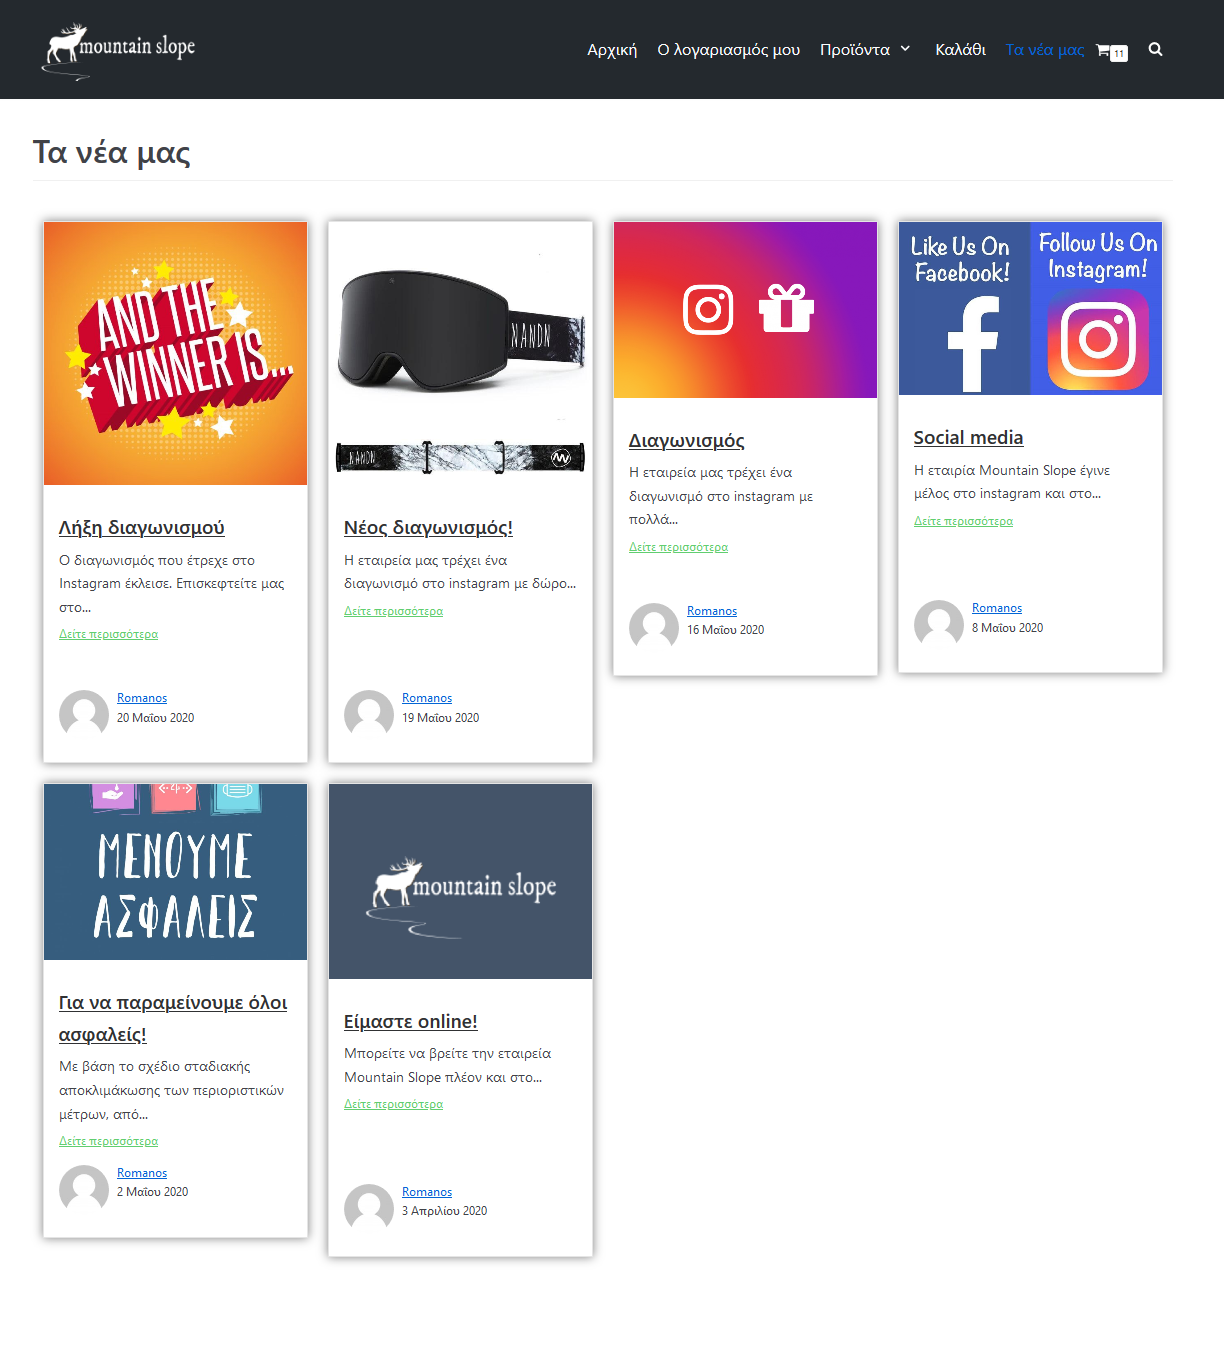 mountain slope
Αρχική
Ο λογαριασμός μου
Προϊόντα
Καλάθι
Τα νέα μας
11
Τα νέα μας
AND THE
WINNER IS...
Λήξη διαγωνισμού
Ο διαγωνισμός που έτρεχε στο
Instagram έκλεισε. Επισκεφτείτε μας
στο...
Δείτε περισσότερα
Romanos
20 Μαΐου 2020
NANDN
NANDN
Νέος διαγωνισμός!
Η εταιρεία μας τρέχει ένα
διαγωνισμό στο instagram με δώρο...
Δείτε περισσότερα
Romanos
19 Μαΐου 2020
Διαγωνισμός
Η εταιρεία μας τρέχει ένα
διαγωνισμό στο instagram με
πολλά...
Δείτε περισσότερα
Romanos
16 Μαΐου 2020
Like Us On
Facebook!
Follow Us On
Instagram!
Social media
Η εταιρία Mountain Slope έγινε
μέλος στο instagram και στο...
Δείτε περισσότερα
Romanos
8 Μαΐου 2020
ΜΕΝΟΥΜΕ
ΑΣΦΑΛΕΙΣ
Για να παραμείνουμε όλοι
ασφαλείς!
Με βάση το σχέδιο σταδιακής
αποκλιμάκωσης των περιοριστικών
μέτρων, από...
Δείτε περισσότερα
Romanos
2 Μαΐου 2020
mountain slope
Είμαστε online!
Μπορείτε να βρείτε την εταιρεία
Mountain Slope πλέον και στο...
Δείτε περισσότερα
Romanos
3 Απριλίου 2020